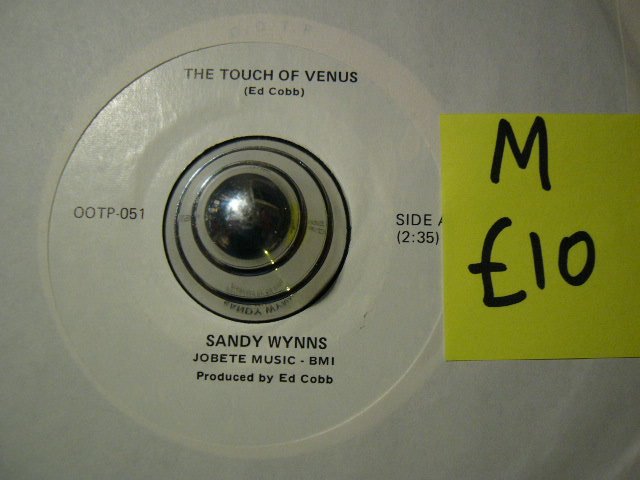 THE TOUCH OF VENUS
(Ed Cobb)
OOTP-051
SIDE A
(2:35)
SANDY WYNNS
JOBETE MUSIC - BMI
Produced by Ed Cobb
M
£10